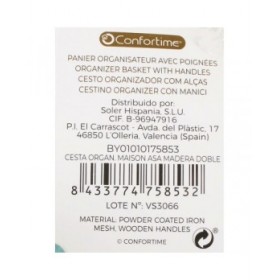 Confortime®
PANIER ORGANISATEUR AVEC POIGNÉES
ORGANIZER BASKET WITH HANDLES
CESTO ORGANIZADOR COM ALÇAS
CESTINO ORGANIZER CON MANICI
Distribuido por:
Soler Hispania, S.L.U.
CIF. B-96947916
P.I. El Carrascot - Avda. del Plástic, 17
46850 L'Olleria. Valencia (Spain)
BY01010175853
CESTA ORGAN. MAISON ASA MADERA DOBLE
8 433774 758532
LOTE Nº: VS3066
MATERIAL: POWDER COATED IRON
MESH, WOODEN HANDLES
© CONFORTIME